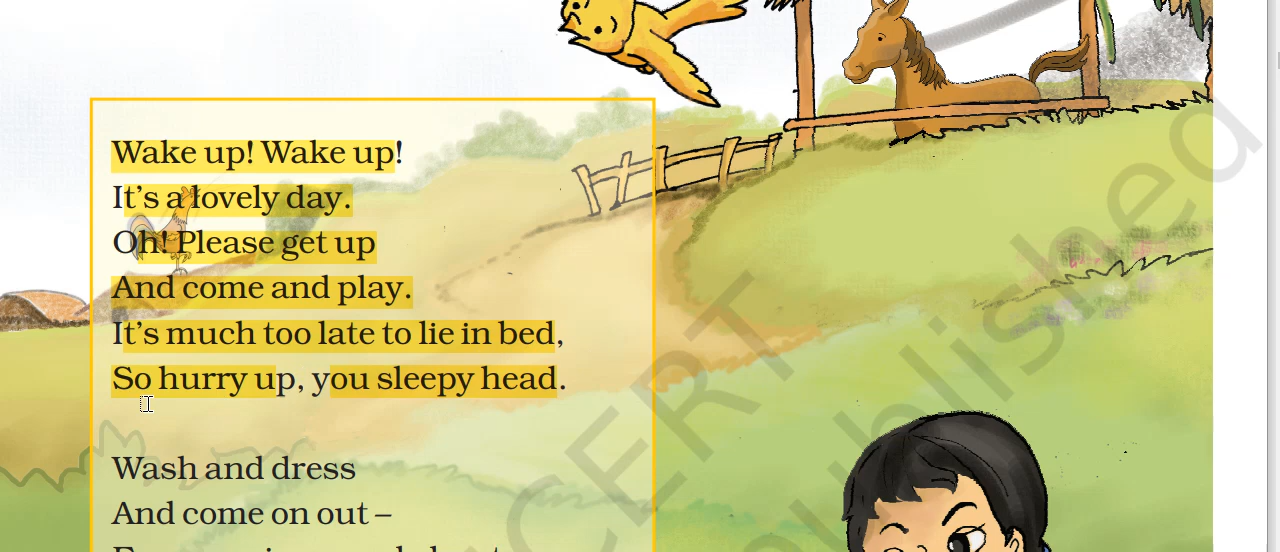 Wake up! Wake up!
It's a lovely day.
Oh! Please get up
And come and play.
It's much too late to lie in bed,
So hurry up, you sleepy head.
Wash and dress
And come on out –